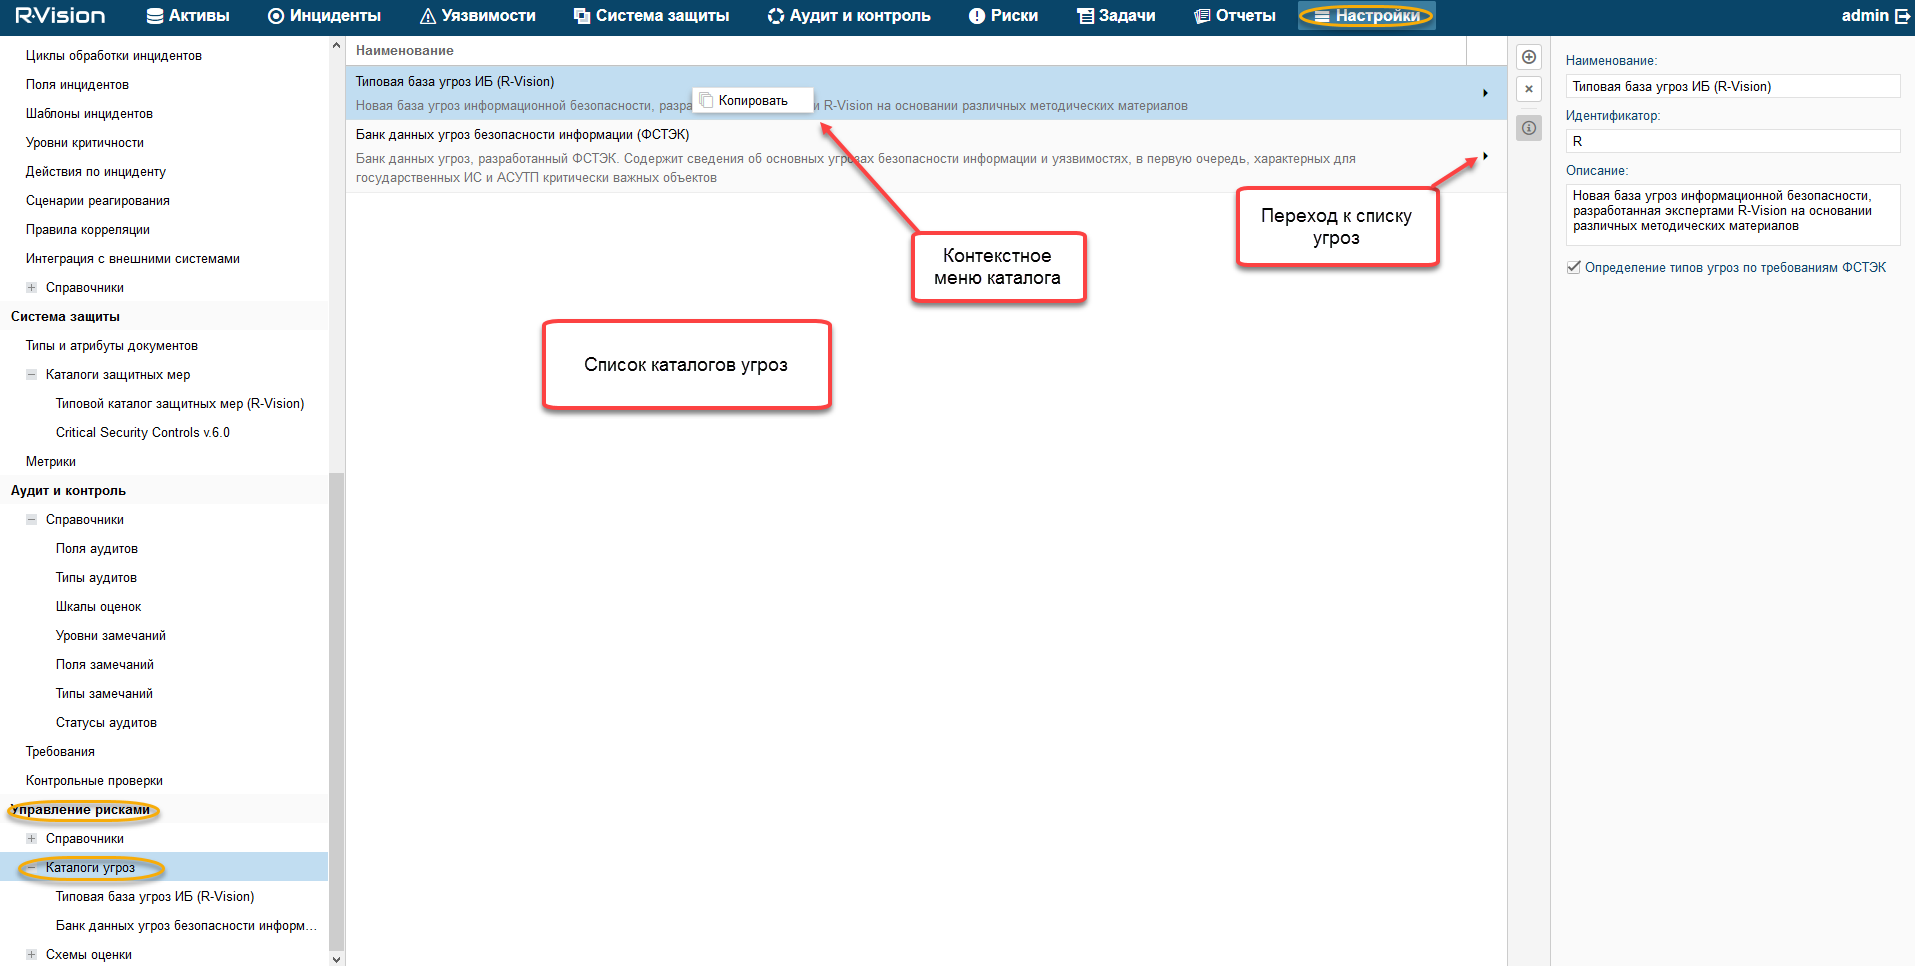 R-Vision
Активы
Инциденты
Уязвимости
Система защиты
Аудит и контроль
Риски
Задачи
Отчеты
Настройки
admin
Циклы обработки инцидентов
Поля инцидентов
Шаблоны инцидентов
Уровни критичности
Действия по инциденту
Сценарии реагирования
Правила корреляции
Интеграция с внешними системами
Справочники
Система защиты
Типы и атрибуты документов
Каталоги защитных мер
Типовой каталог защитных мер (R-Vision)
Critical Security Controls v.6.0
Метрики
Аудит и контроль
Справочники
Поля аудитов
Типы аудитов
Шкалы оценок
Уровни замечаний
Поля замечаний
Типы замечаний
Статусы аудитов
Требования
Контрольные проверки
Управление рисками
Справочники
Каталоги угроз
Типовая база угроз ИБ (R-Vision)
Банк данных угроз безопасности информ...
Схемы оценки
Наименование
Типовая база угроз ИБ (R-Vision)
Новая база угроз информационной безопасности, и R-Vision на основании различных методических материалов
Копировать
Банк данных угроз безопасности информации (ФСТЭК)
Банк данных угроз, разработанный ФСТЭК. Содержит сведения об основных угрозах безопасности информации и уязвимостях, в первую очередь, характерных для
государственных ИС и АСУТП критически важных объектов
Контекстное
меню каталога
Переход к списку
угроз
Список каталогов угроз
Наименование:
Типовая база угроз ИБ (R-Vision)
Идентификатор:
R
Описание:
Новая база угроз информационной безопасности,
разработанная экспертами R-Vision на основании
различных методических материалов
Определение типов угроз по требованиям ФСТЭК